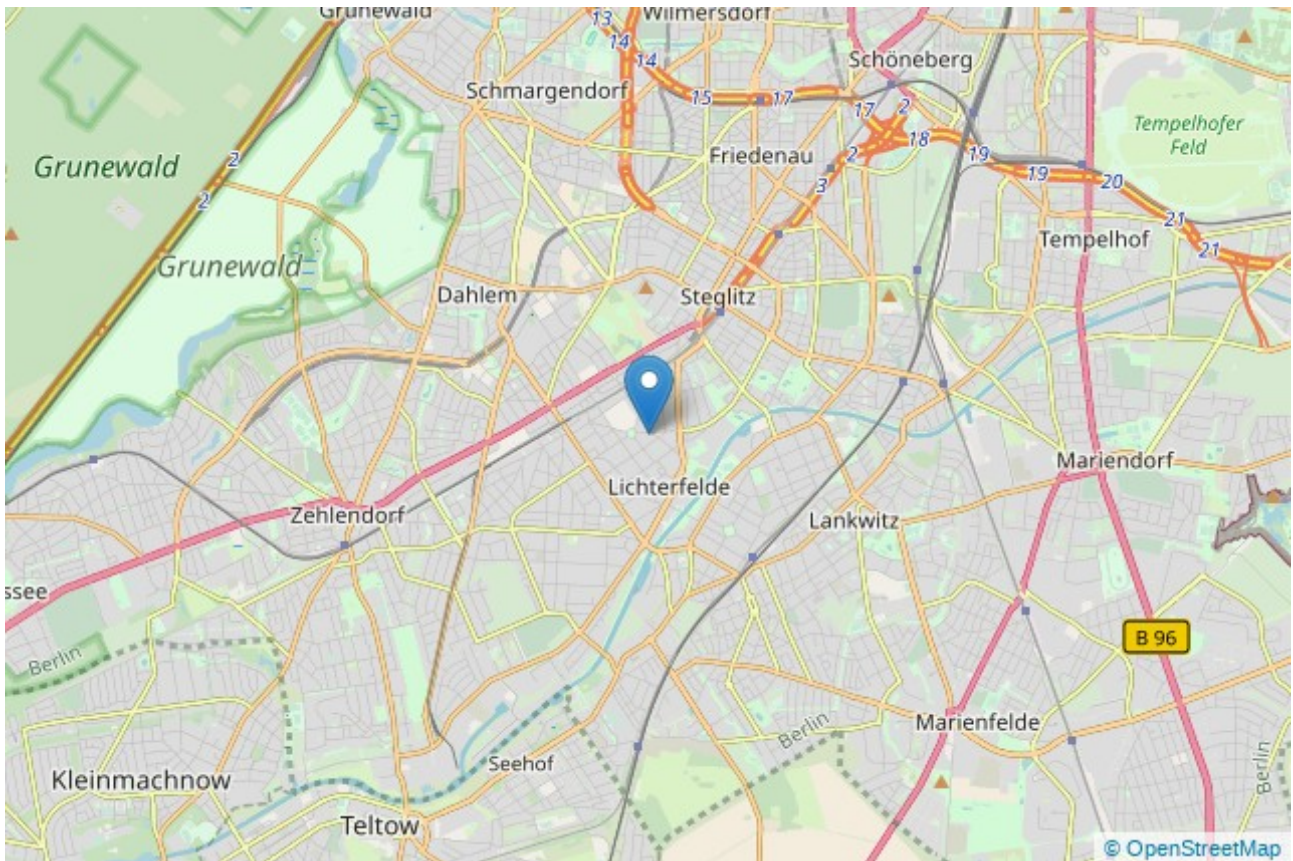 Grunewald
Wilmersdorf
13
14
14
15
17
Schmargendorf
Schöneberg
17
2
18
19
19
20
21
21
Tempelhofer
Feld
Friedenau
2
3
Grunewald
2
2
Grunewald
Tempelhof
Dahlem
Steglitz
Mariendorf
Lichterfelde
Zehlendorf
Lankwitz
ssee
B 96
Berlin
Marienfelde
Berlin
Berlin
Seehof
Kleinmachnow
Teltow
© OpenStreetMap